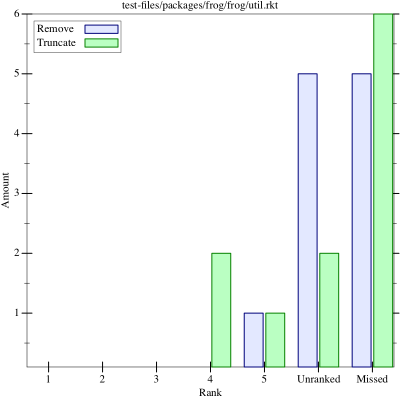 test-files/packages/frog/frog/util.rkt
Remove
Truncate
6
5
4
3
2
1
Amount
1 2 3 4 5 Unranked Missed
Rank